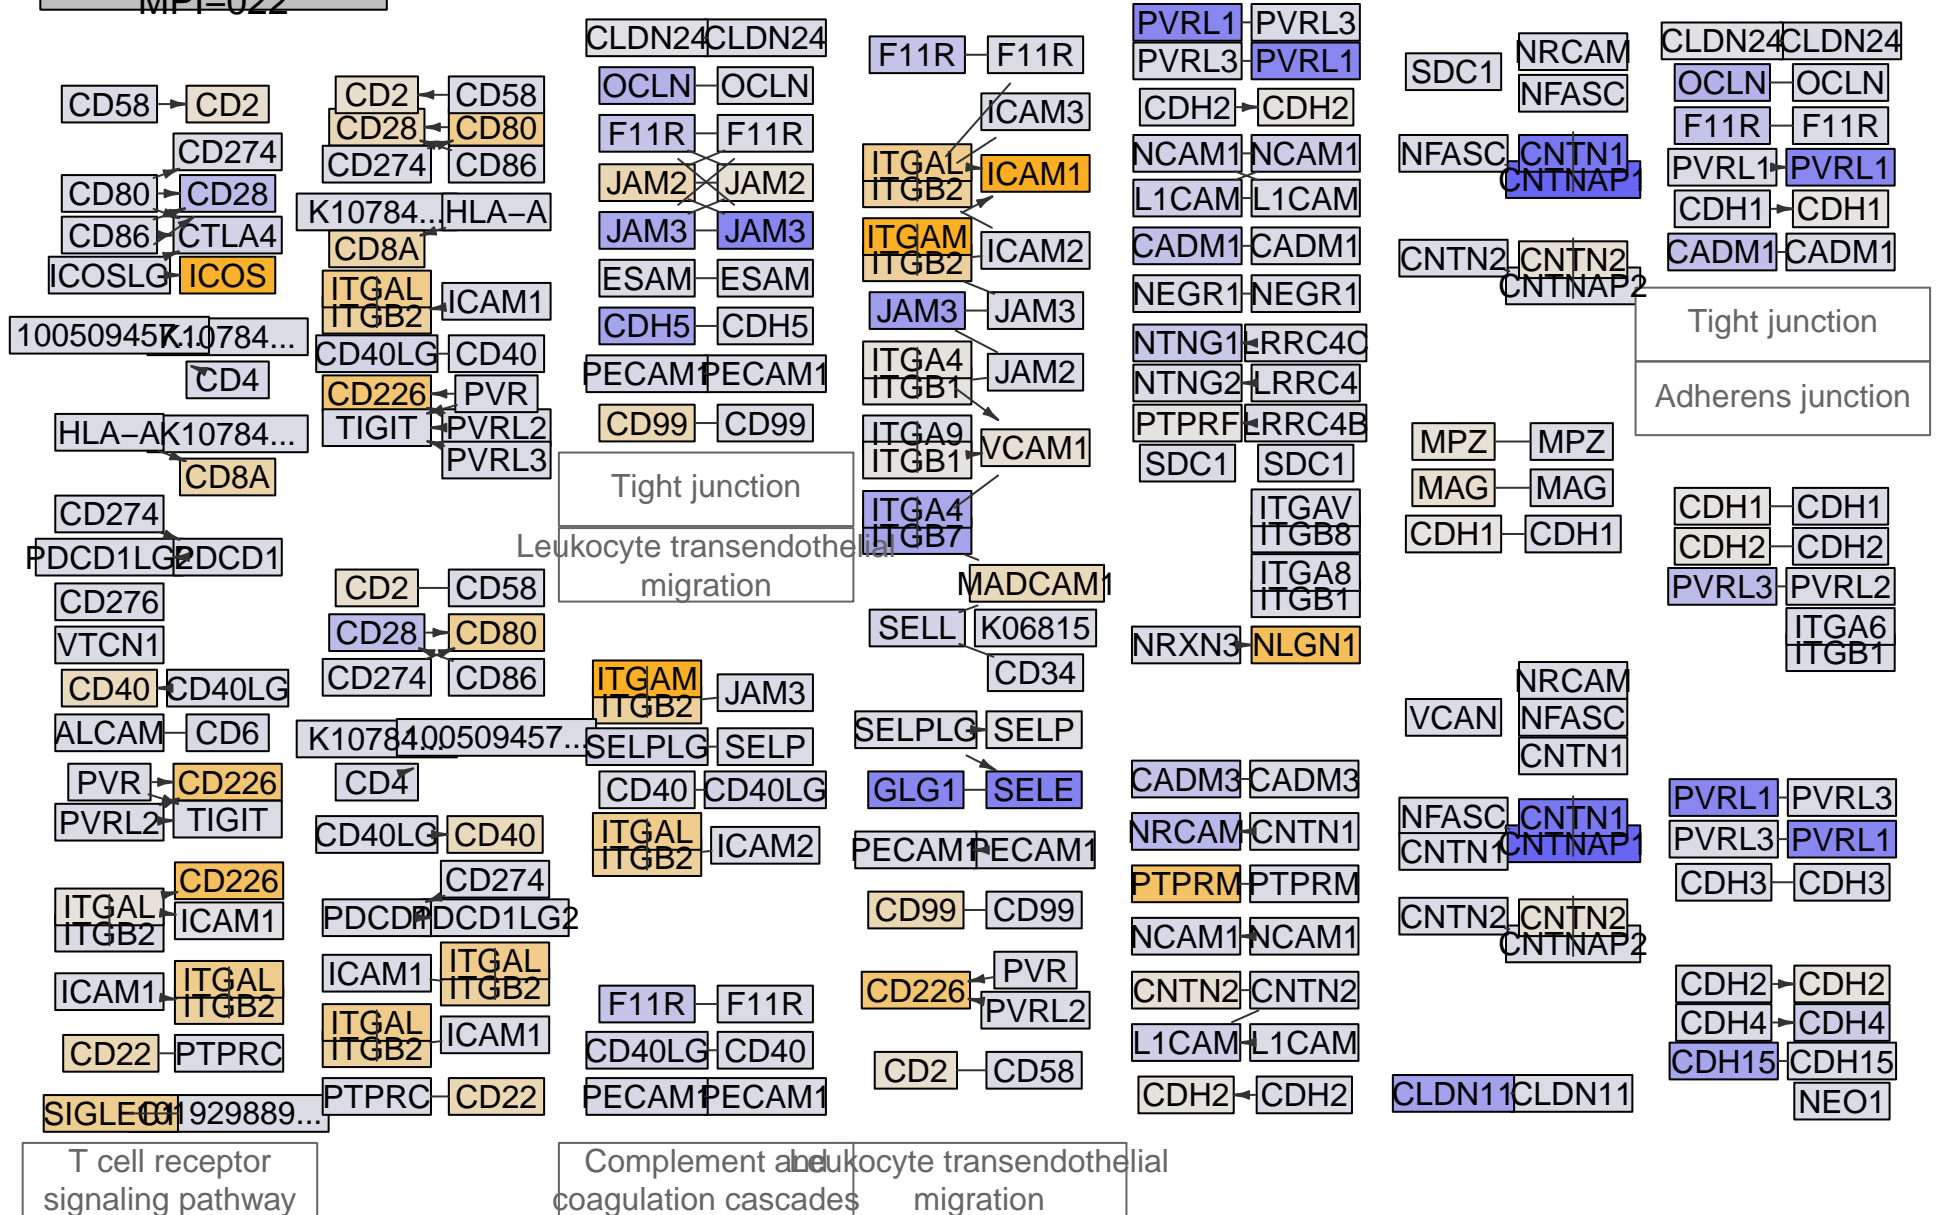 MPI−022
CD58
CD2
CD274
CD80
CD28
CD86
CTLA4
ICOSLG
ICOS
100509457...
K10784...
CD4
HLA−A
K10784...
CD8A
CD274
PDCD1LG2
PDCD1
CD276
VTCN1
CD40
CD40LG
ALCAM
CD6
PVR
CD226
PVRL2
TIGIT
CD226
ITGAL
ITGB2
ICAM1
ICAM1
ITGAL
ITGB2
CD22
PTPRC
T cell receptor
signaling pathway
CD2
CD58
CD28
CD80
CD274
CD86
K10784...
HLA−A
CD8A
ITGAL
ITGB2
ICAM1
CD40LG
CD40
CD226
PVR
TIGIT
PVRL2
PVRL3
CD2
CD58
CD28
CD80
CD274
CD86
K10784...
100509457...
CD4
CD40LG
CD40
CD274
PDCD1LG2
ICAM1
ITGAL
ITGB2
ITGAL
ITGB2
ICAM1
PTPRC
CD22
CLDN24
CLDN24
OCLN
OCLN
F11R
F11R
JAM2
JAM2
JAM3
JAM3
ESAM
ESAM
CDH5
CDH5
PECAM1
PECAM1
CD99
CD99
Tight junction
Leukocyte transendothelial
migration
ITGAM
ITGB2
JAM3
SELPLG
SELP
CD40
CD40LG
ITGAL
ITGB2
ICAM2
F11R
F11R
CD40LG
CD40
PECAM1
PECAM1
Complement and
coagulation cascades
F11R
F11R
ICAM3
ITGAL
ITGB2
ICAM1
ITGAM
ITGB2
ICAM2
JAM3
JAM3
ITGA4
ITGB1
JAM2
ITGA9
ITGB1
VCAM1
ITGA4
ITGB7
MADCAM1
SELL
K06815
CD34
SELPLG
SELP
GLG1
SELE
PECAM1
PECAM1
CD99
CD99
CD226
PVR
PVRL2
CD2
CD58
Leukocyte transendothelial
migration
PVRL1
PVRL3
PVRL3
PVRL1
CDH2
CDH2
NCAM1
NCAM1
L1CAM
L1CAM
CADM1
CADM1
NEGR1
NEGR1
NTNG1
LRRC4C
NTNG2
LRRC4
PTPRF
LRRC4B
SDC1
SDC1
ITGAV
ITGB8
ITGA8
ITGB1
NRXN3
NLGN1
CADM3
CADM3
NRCAM
CNTN1
PTPRM
PTPRM
NCAM1
NCAM1
CNTN2
CNTN2
L1CAM
L1CAM
CDH2
CDH2
SDC1
NRCAM
NFASC
NFASC
CNTN1
CNTNAP1
CNTN2
CNTN2
CNTNAP2
MPZ
MPZ
MAG
MAG
CDH1
CDH1
VCAN
NRCAM
NFASC
CNTN1
NFASC
CNTN1
CNTN1
CNTNAP1
CNTN2
CNTN2
CNTNAP2
CLDN11
CLDN11
CLDN24
CLDN24
OCLN
OCLN
F11R
F11R
PVRL1
PVRL1
CDH1
CDH1
CADM1
CADM1
Tight junction
Adherens junction
CDH1
CDH1
CDH2
CDH2
PVRL3
PVRL2
ITGA6
ITGB1
PVRL1
PVRL3
PVRL3
PVRL1
CDH3
CDH3
CDH2
CDH2
CDH4
CDH4
CDH15
CDH15
NEO1